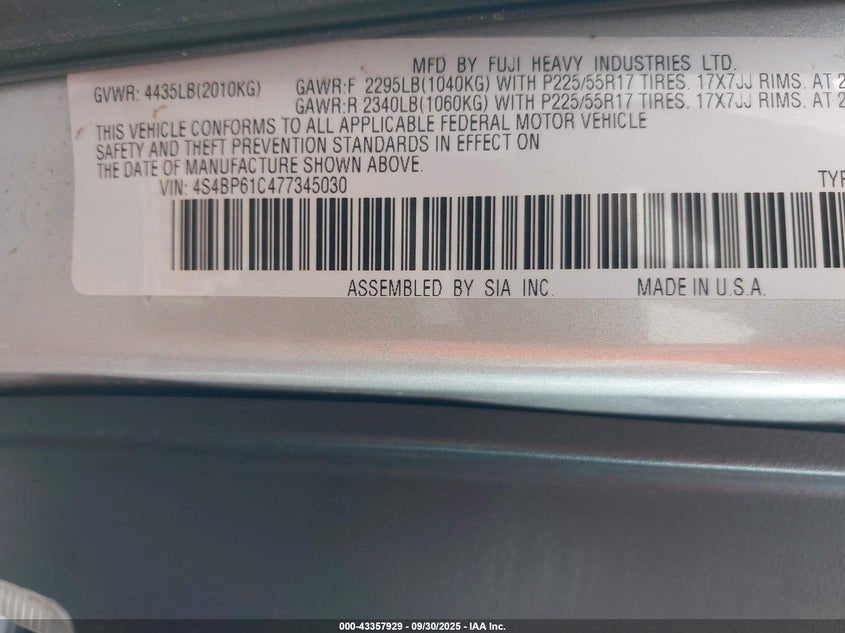 MFD BY FUJI HEAVY INDUSTRIES LTD.
GVWR: 4435LB(2010KG) GAWR:F 2295LB(1040KG) WITH P225/55R17 TIRES. 17X7JJ RIMS. AT 2
GAWR:R 2340LB(1060KG) WITH P225/55R17 TIRES. 17X7JJ RIMS. AT 2
THIS VEHICLE CONFORMS TO ALL APPLICABLE FEDERAL MOTOR VEHICLE
SAFETY AND THEFT PREVENTION STANDARDS IN EFFECT ON
THE DATE OF MANUFACTURE SHOWN ABOVE.
VIN: 4S4BP61C477345030 TYP
ASSEMBLED BY SIA INC. MADE IN U.S.A.
000-43357929 - 09/30/2025 - IAA Inc.